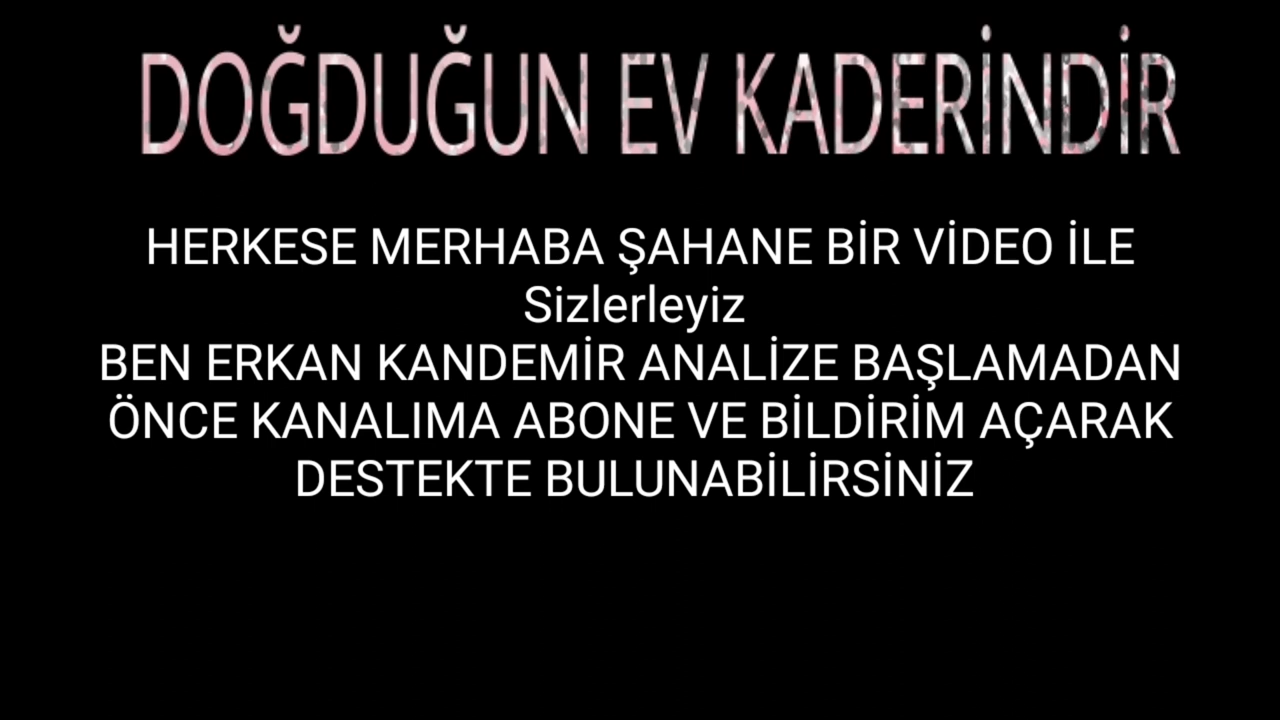 DOĞDUĞUN EV KADERİNDİR
HERKESE MERHABA ŞAHANE BİR VİDEO İLE
Sizlerleyiz
BEN ERKAN KANDEMİR ANALİZE BAŞLAMADAN
ÖNCE KANALIMA ABONE VE BİLDİRİM AÇARAK
DESTEKTE BULUNABİLİRSİNİZ